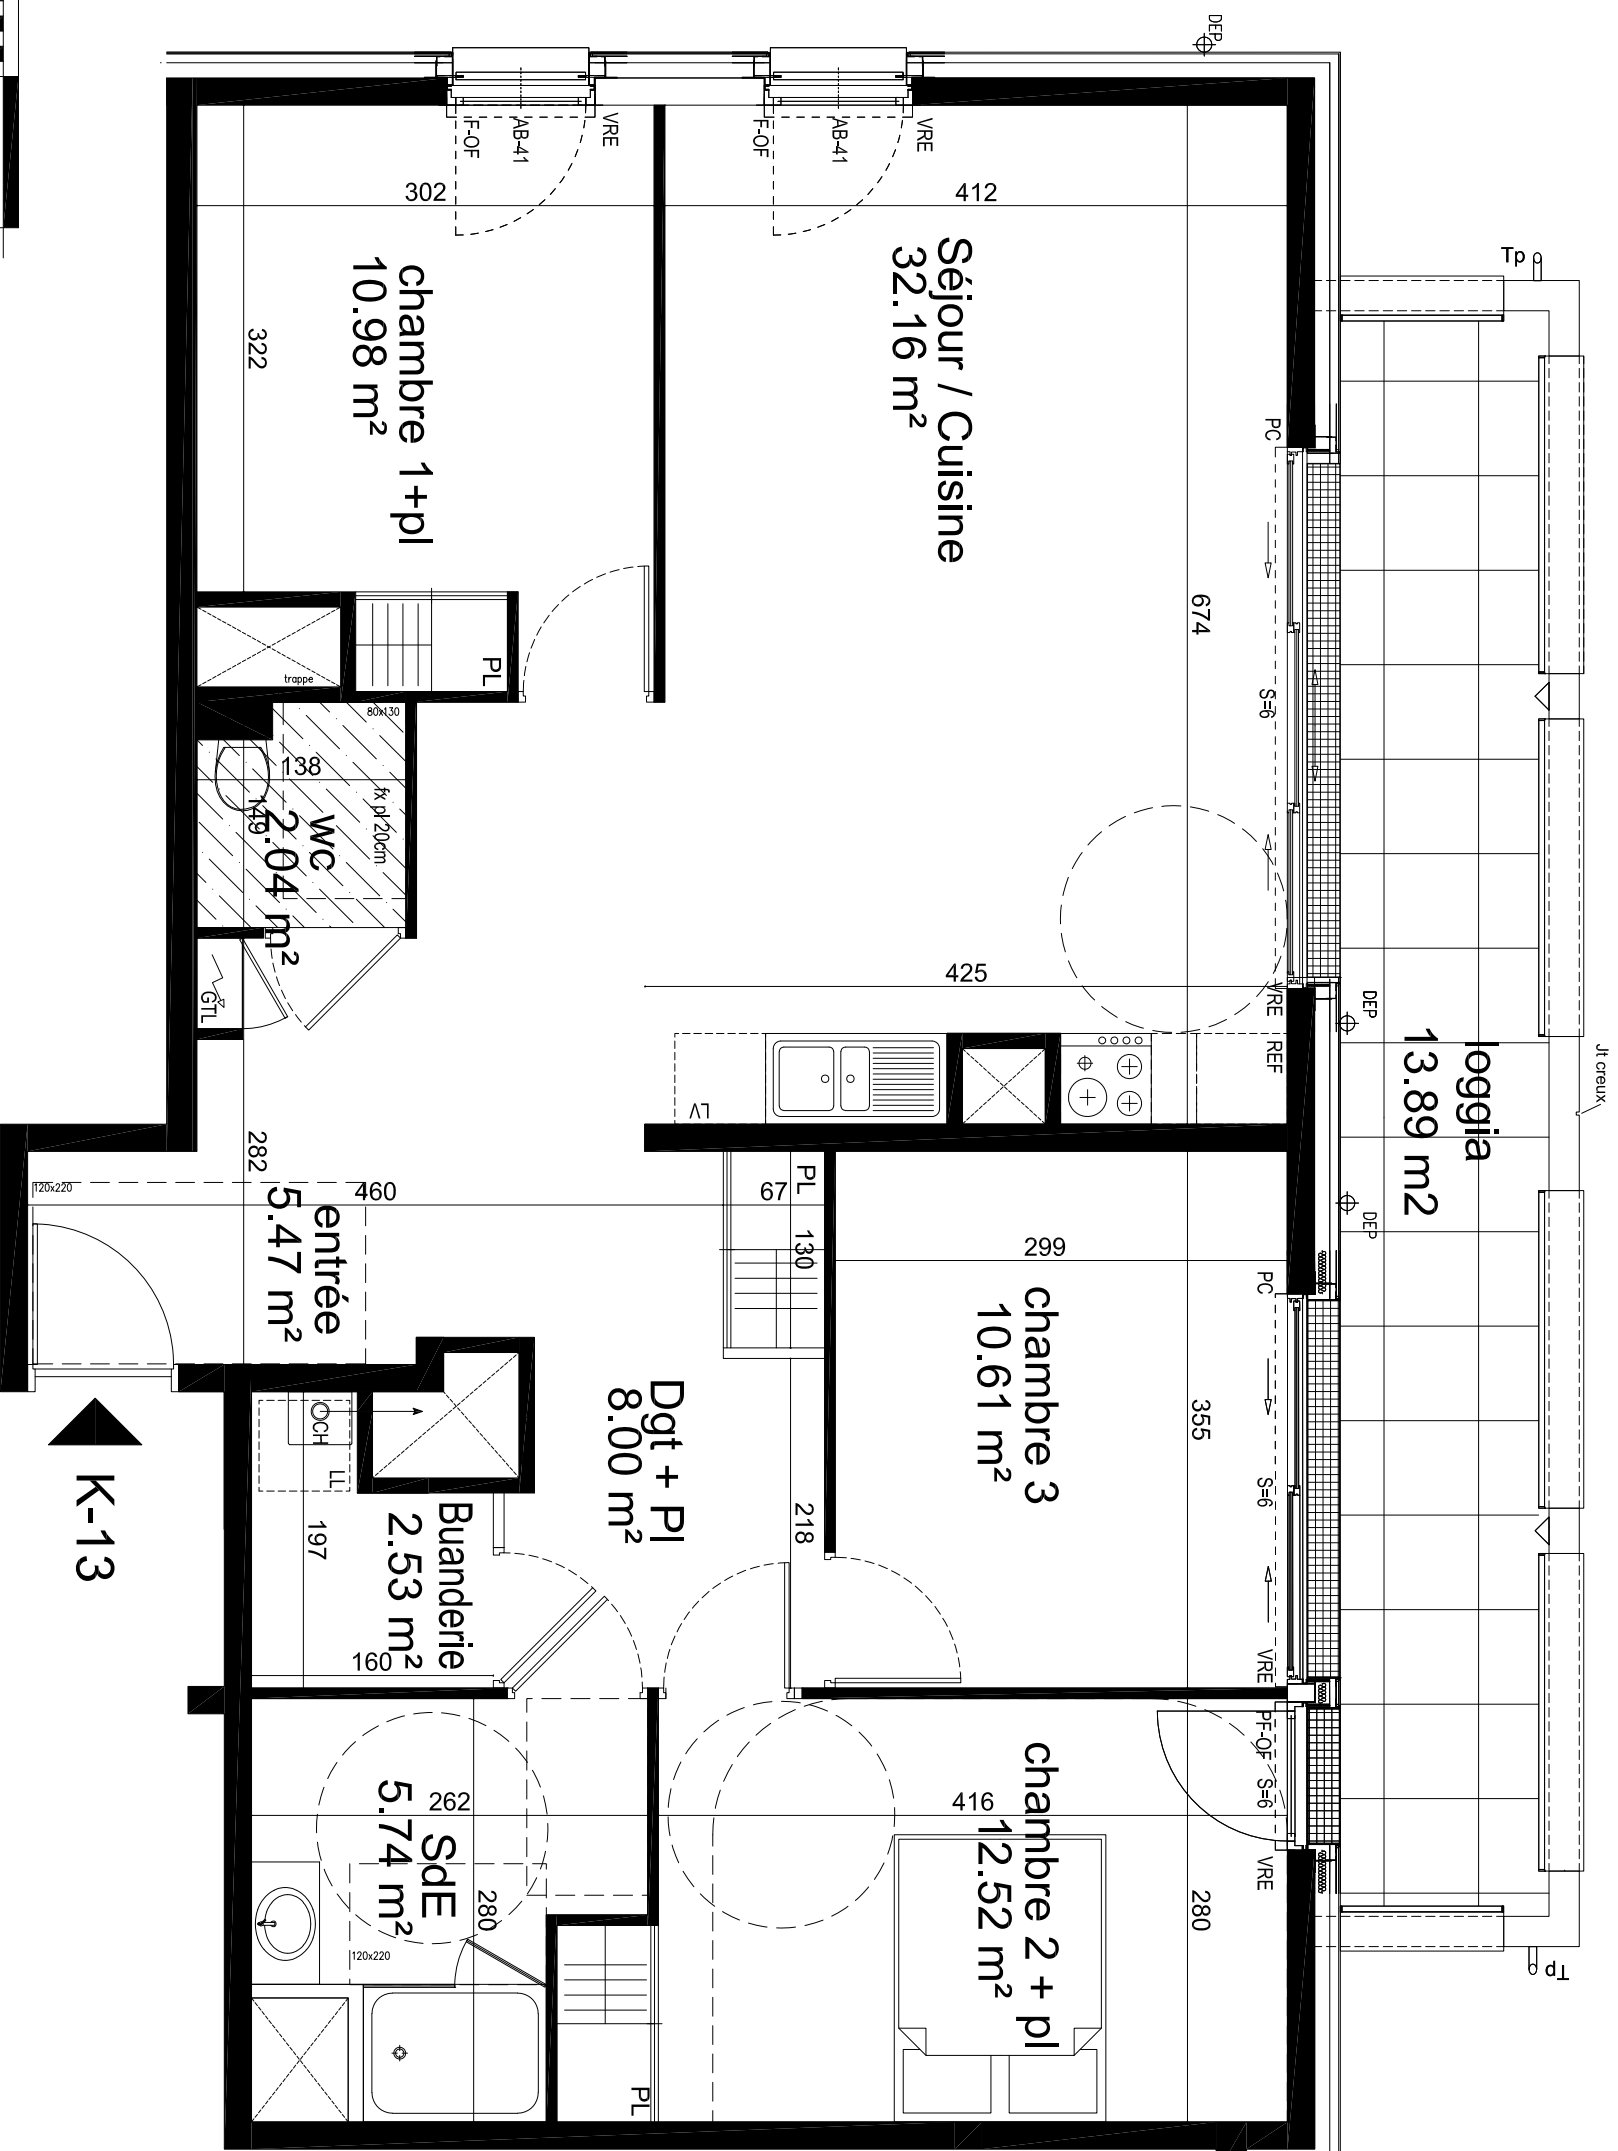 DEP
VRE
AB-41
F-OF
VRE
AB-41
F-OF
302
412
Tp
Séjour / Cuisine
32.16 m²
chambre 1+pl
10.98 m²
322
PC
674
S=6
PL
trappe
80x130
138
fx pl 20cm
149
wc
2.04 m²
GTL
425
VRE
REF
DEP
LV
loggia
13.89 m2
Jt creux
282
120x220
460
67
PL
130
entrée
5.47 m²
299
DEP
PC
chambre 3
10.61 m²
355
S=6
Dgt + Pl
8.00 m²
218
CH
LL
197
Buanderie
2.53 m²
160
VRE
K-13
PF-OF
S=6
VRE
chambre 2 + pl
12.52 m²
416
280
262
SdE
5.74 m²
280
120x220
PL
Tp